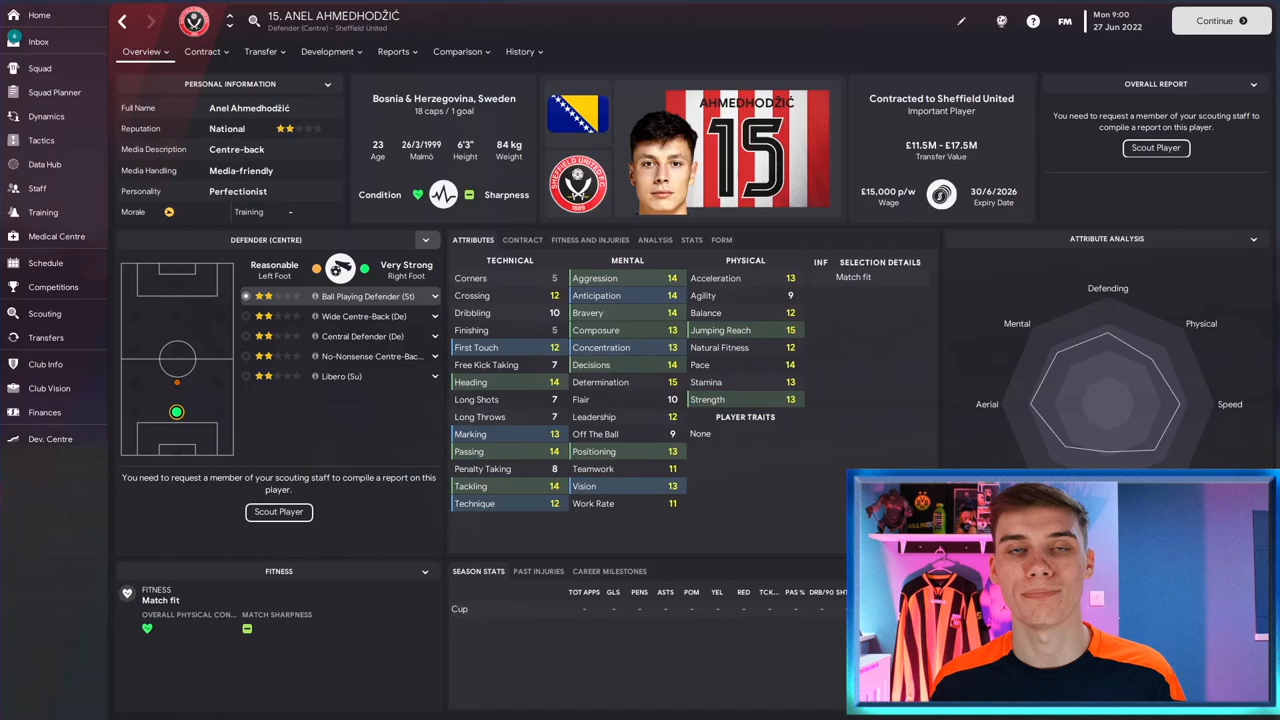 Home
6
Inbox
Squad
Squad Planner
Dynamics
Tactics
Data Hub
Staff
Training
Medical Centre
Schedule
Competitions
Scouting
Transfers
Club Info
Club Vision
Finances
Dev. Centre
15. ANEL AHMEDHODŽIĆ
Defender (Centre) - Sheffield United
FM
Mon 9:00
27 Jun 2022
Continue
Overview
Contract
Transfer
Development
Reports
Comparison
History
PERSONAL INFORMATION
Full Name Anel Ahmedhodžić
Reputation National
Media Description Centre-back
Media Handling Media-friendly
Personality Perfectionist
Morale Training -
Bosnia & Herzegovina, Sweden
18 caps / 1 goal
23 26/3/1999 6'3" 84 kg
Age Malmö Height Weight
Condition Sharpness
SHEFFIELD UNITED F.C.
1889
AHMEDHODŽIĆ
15
Contracted to Sheffield United
Important Player
£11.5M - £17.5M
Transfer Value
£15,000 p/w 30/6/2026
Wage Expiry Date
OVERALL REPORT
You need to request a member of your scouting staff to
compile a report on this player.
Scout Player
DEFENDER (CENTRE)
Reasonable Very Strong
Left Foot Right Foot
Ball Playing Defender (St)
Wide Centre-Back (De)
Central Defender (De)
No-Nonsense Centre-Bac...
Libero (Su)
You need to request a member of your scouting staff to compile a report on this
player.
Scout Player
FITNESS
FITNESS
Match fit
OVERALL PHYSICAL CON... MATCH SHARPNESS
ATTRIBUTES CONTRACT FITNESS AND INJURIES ANALYSIS STATS FORM
TECHNICAL
Corners 5
Crossing 12
Dribbling 10
Finishing 5
First Touch 12
Free Kick Taking 7
Heading 14
Long Shots 7
Long Throws 7
Marking 13
Passing 14
Penalty Taking 8
Tackling 14
Technique 12
MENTAL
Aggression 14
Anticipation 14
Bravery 14
Composure 13
Concentration 13
Decisions 14
Determination 15
Flair 10
Leadership 12
Off The Ball 9
Positioning 13
Teamwork 11
Vision 13
Work Rate 11
PHYSICAL
Acceleration 13
Agility 9
Balance 12
Jumping Reach 15
Natural Fitness 12
Pace 14
Stamina 13
Strength 13
PLAYER TRAITS
None
INF SELECTION DETAILS
Match fit
ATTRIBUTE ANALYSIS
Defending
Mental Physical
Aerial Speed
SEASON STATS PAST INJURIES CAREER MILESTONES
TOT APPS GLS PENS ASTS POM YEL RED TCK... PAS % DRB/90 SHT
Cup - - - - - - - - - -